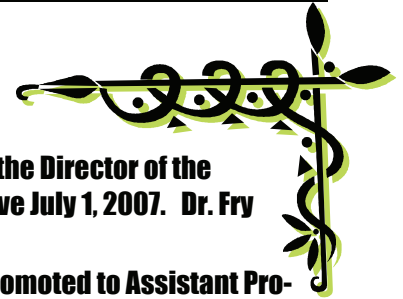 the Director of the
ve July 1, 2007. Dr. Fry
omoted to Assistant Pro-